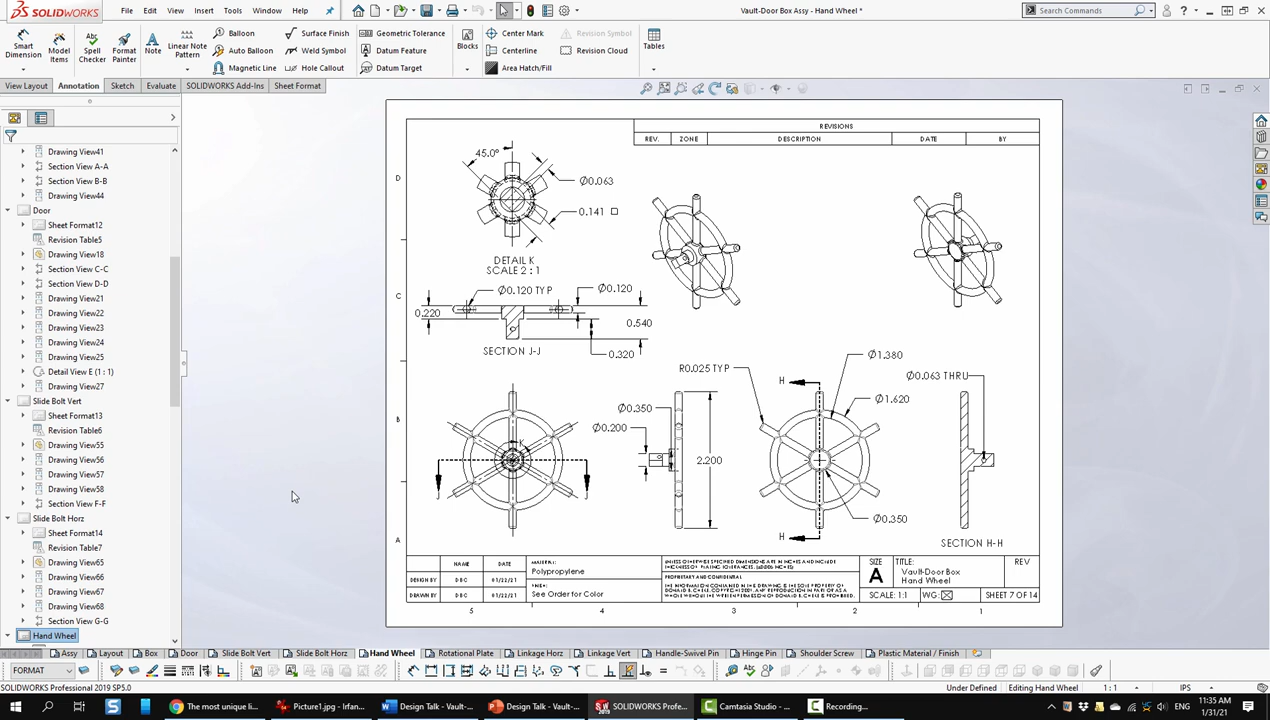 SOLIDWORKS File Edit View Insert Tools Window Help Vault-Door Box Assy - Hand Wheel * Search Commands
Smart Dimension
Model Items
Spell Checker
Format Painter
Note
Linear Note Pattern
Balloon
Auto Balloon
Magnetic Line
Surface Finish
Weld Symbol
Hole Callout
Geometric Tolerance
Datum Feature
Datum Target
Blocks
Center Mark
Centerline
Area Hatch/Fill
Revision Symbol
Revision Cloud
Tables
View Layout Annotation Sketch Evaluate SOLIDWORKS Add-Ins Sheet Format
Drawing View41
Section View A-A
Section View B-B
Drawing View44
Door
Sheet Format12
Revision Table5
Drawing View18
Section View C-C
Section View D-D
Drawing View21
Drawing View22
Drawing View23
Drawing View24
Drawing View25
Detail View E (1 : 1)
Drawing View27
Slide Bolt Vert
Sheet Format13
Revision Table6
Drawing View55
Drawing View56
Drawing View57
Drawing View58
Section View F-F
Slide Bolt Horz
Sheet Format14
Revision Table7
Drawing View65
Drawing View66
Drawing View67
Drawing View68
Section View G-G
Hand Wheel
REVISIONS
REV. ZONE DESCRIPTION DATE BY
D
C
B
A
45.0°
Ø0.063
0.141
DETAIL K
SCALE 2 : 1
Ø0.120 TYP
Ø0.120
0.220
0.540
0.320
SECTION J-J
K
J J
Ø0.350
Ø0.200
2.200
R0.025 TYP
H
Ø1.380
Ø1.620
Ø0.350
H
Ø0.063 THRU
SECTION H-H
NAME DATE
DESIGN BY DBC 01/22/21
DRAWN BY DBC 01/22/21
MATERIAL:
Polypropylene
See Order for Color
PROPRIETARY AND CONFIDENTIAL
SIZE
A
TITLE:
Vault-Door Box
Hand Wheel
REV
SCALE: 1:1 WG: SHEET 7 OF 14
5 4 3 2 1
Assy Layout Box Door Slide Bolt Vert Slide Bolt Horz Hand Wheel Rotational Plate Linkage Horz Linkage Vert Handle-Swivel Pin Hinge Pin Shoulder Screw Plastic Material / Finish
FORMAT
SOLIDWORKS Professional 2019 SP5.0 Under Defined Editing Hand Wheel 1 : 1 IPS
The most unique li... Picture1.jpg - Irfan... Design Talk - Vault-... Design Talk - Vault-... SOLIDWORKS Profe... Camtasia Studio - ... Recording...
11:35 AM
1/31/21